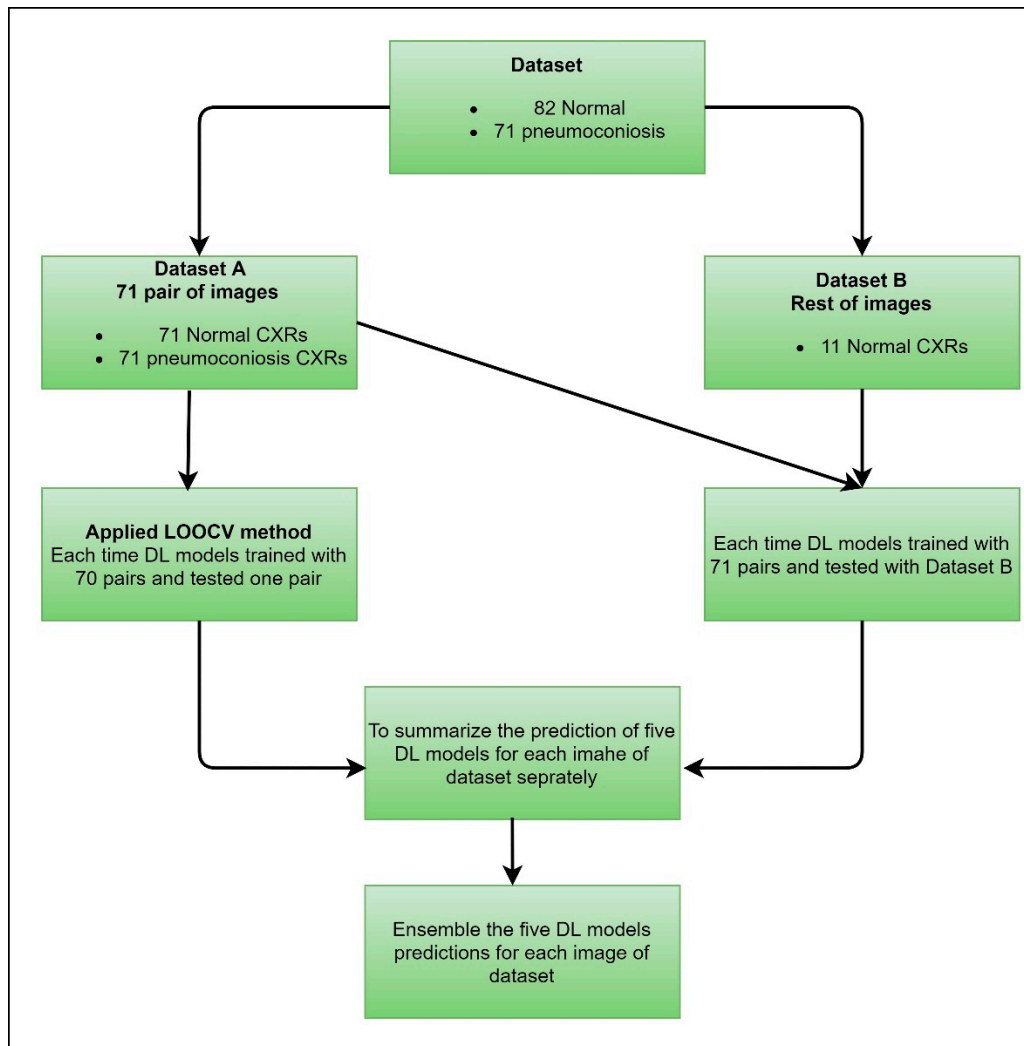 Dataset
• 82 Normal
• 71 pneumoconiosis
Dataset A
71 pair of images
• 71 Normal CXRs
• 71 pneumoconiosis CXRs
Dataset B
Rest of images
• 11 Normal CXRs
Applied LOOCV method
Each time DL models trained with
70 pairs and tested one pair
Each time DL models trained with
71 pairs and tested with Dataset B
To summarize the prediction of five
DL models for each imahe of
dataset seprately
Ensemble the five DL models
predictions for each image of
dataset